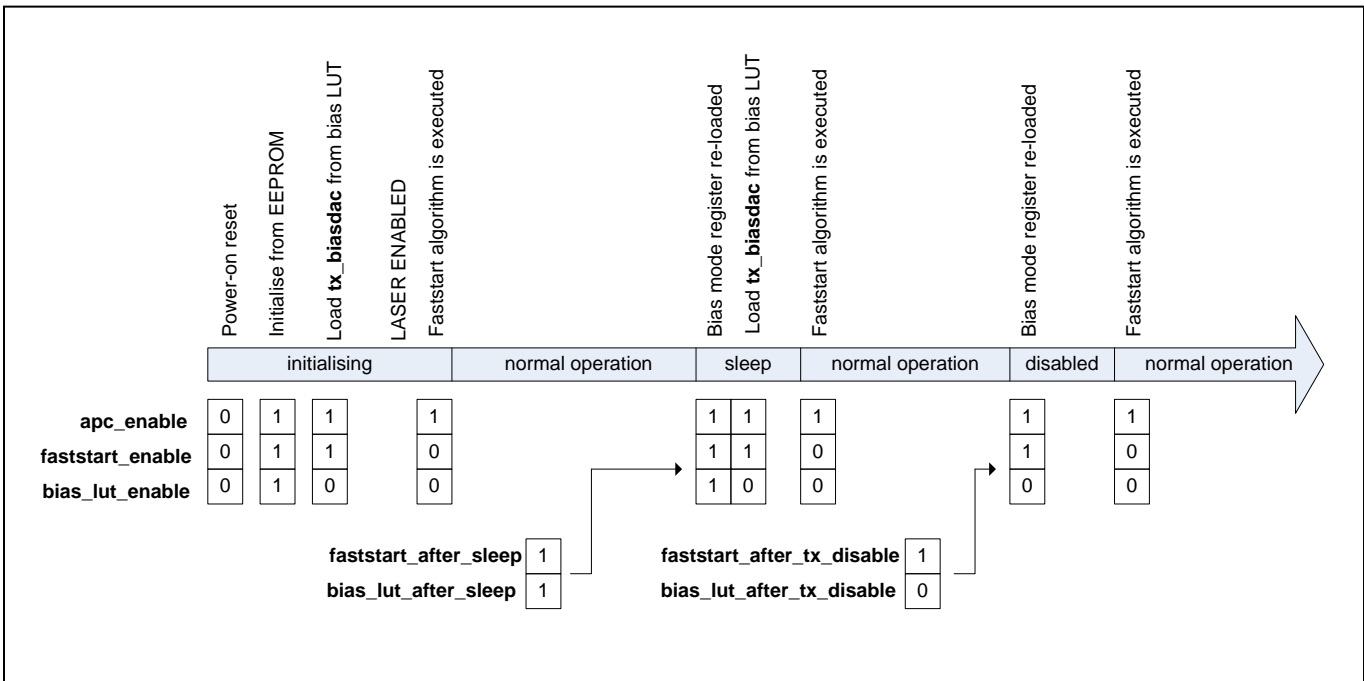 Power-on reset
Initialise from EEPROM
Load tx_biasdac from bias LUT
LASER ENABLED
Faststart algorithm is executed
Bias mode register re-loaded
Load tx_biasdac from bias LUT
Faststart algorithm is executed
Bias mode register re-loaded
Faststart algorithm is executed
initialising normal operation sleep normal operation disabled normal operation
apc_enable 0 1 1 1 1 1 1 1 1
faststart_enable 0 1 1 0 1 1 0 1 0
bias_lut_enable 0 1 0 0 1 0 0 0 0
faststart_after_sleep 1 faststart_after_tx_disable 1
bias_lut_after_sleep 1 bias_lut_after_tx_disable 0